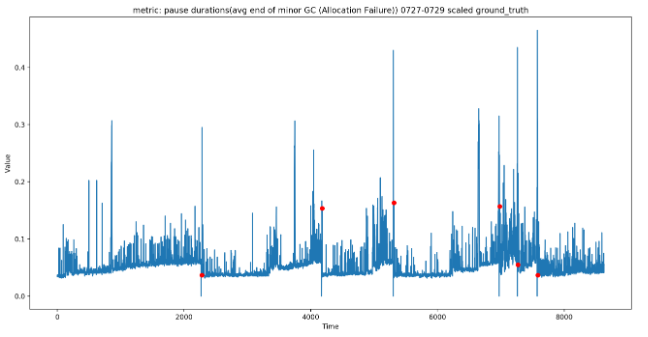 metric: pause durations(avg end of minor GC (Allocation Failure)) 0727-0729 scaled ground_truth
0.4
0.3
Value
0.2
0.1
0.0
0 2000 4000 6000 8000
Time